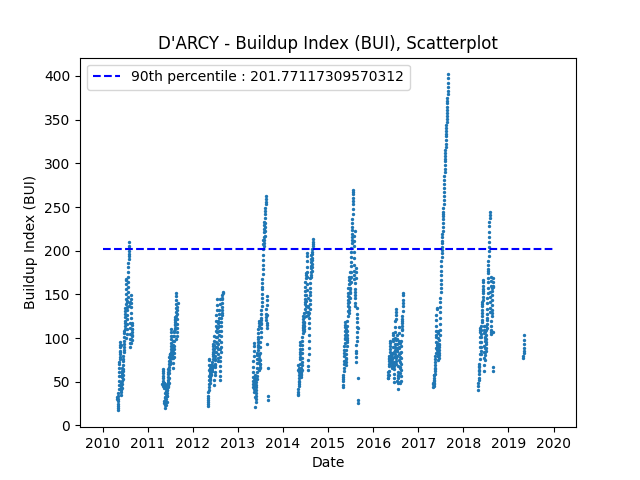 D'ARCY - Buildup Index (BUI), Scatterplot
90th percentile : 201.77117309570312
400
350
300
250
200
150
100
50
0
Buildup Index (BUI)
2010 2011 2012 2013 2014 2015 2016 2017 2018 2019 2020
Date